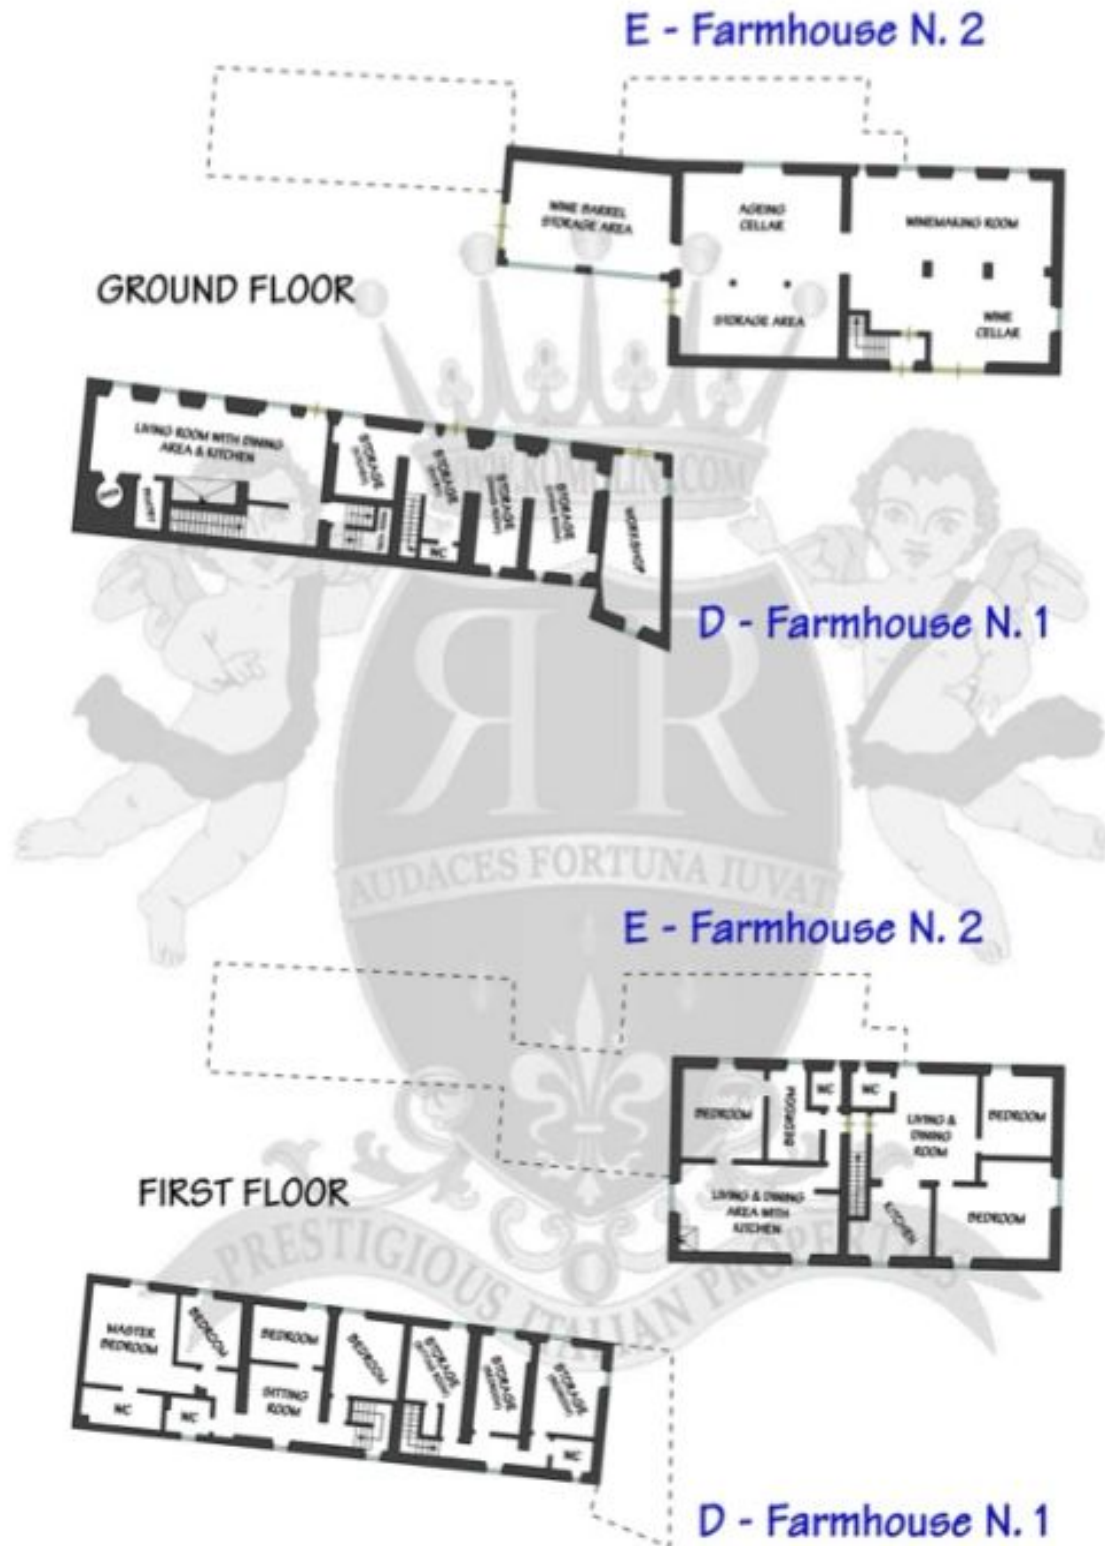 E - Farmhouse N. 2
WINE BARREL
STORAGE AREA
AGEING
CELLAR
WINEMAKING ROOM
GROUND FLOOR
STORAGE AREA
WINE
CELLAR
LIVING ROOM WITH DINING
AREA & KITCHEN
STORAGE
STORAGE
STORAGE
STORAGE
WORKSHOP
WC
D - Farmhouse N. 1
R R
AUDACES FORTUNA IUVAT
E - Farmhouse N. 2
BEDROOM
BEDROOM
WC
WC
LIVING &
DINING
ROOM
BEDROOM
FIRST FLOOR
LIVING & DINING
AREA WITH
KITCHEN
KITCHEN
BEDROOM
PRESTIGIOUS ITALIAN PROPERTIES
MASTER
BEDROOM
BEDROOM
BEDROOM
BEDROOM
STORAGE
STORAGE
STORAGE
SITTING
ROOM
WC
WC
WC
D - Farmhouse N. 1